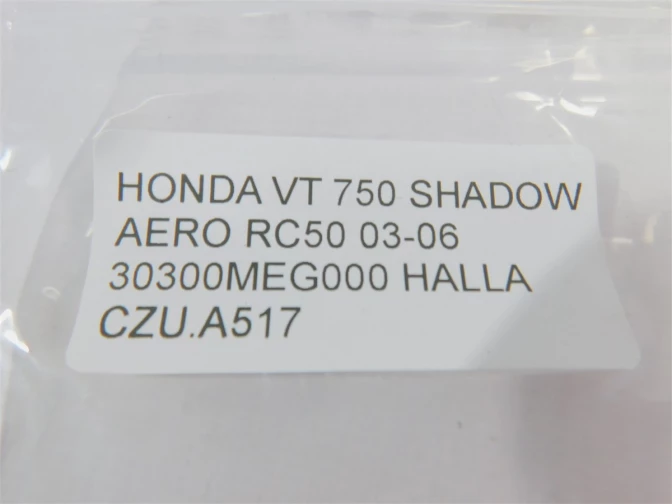 HONDA VT 750 SHADOW
AERO RC50 03-06
30300MEG000 HALLA
CZU.A517